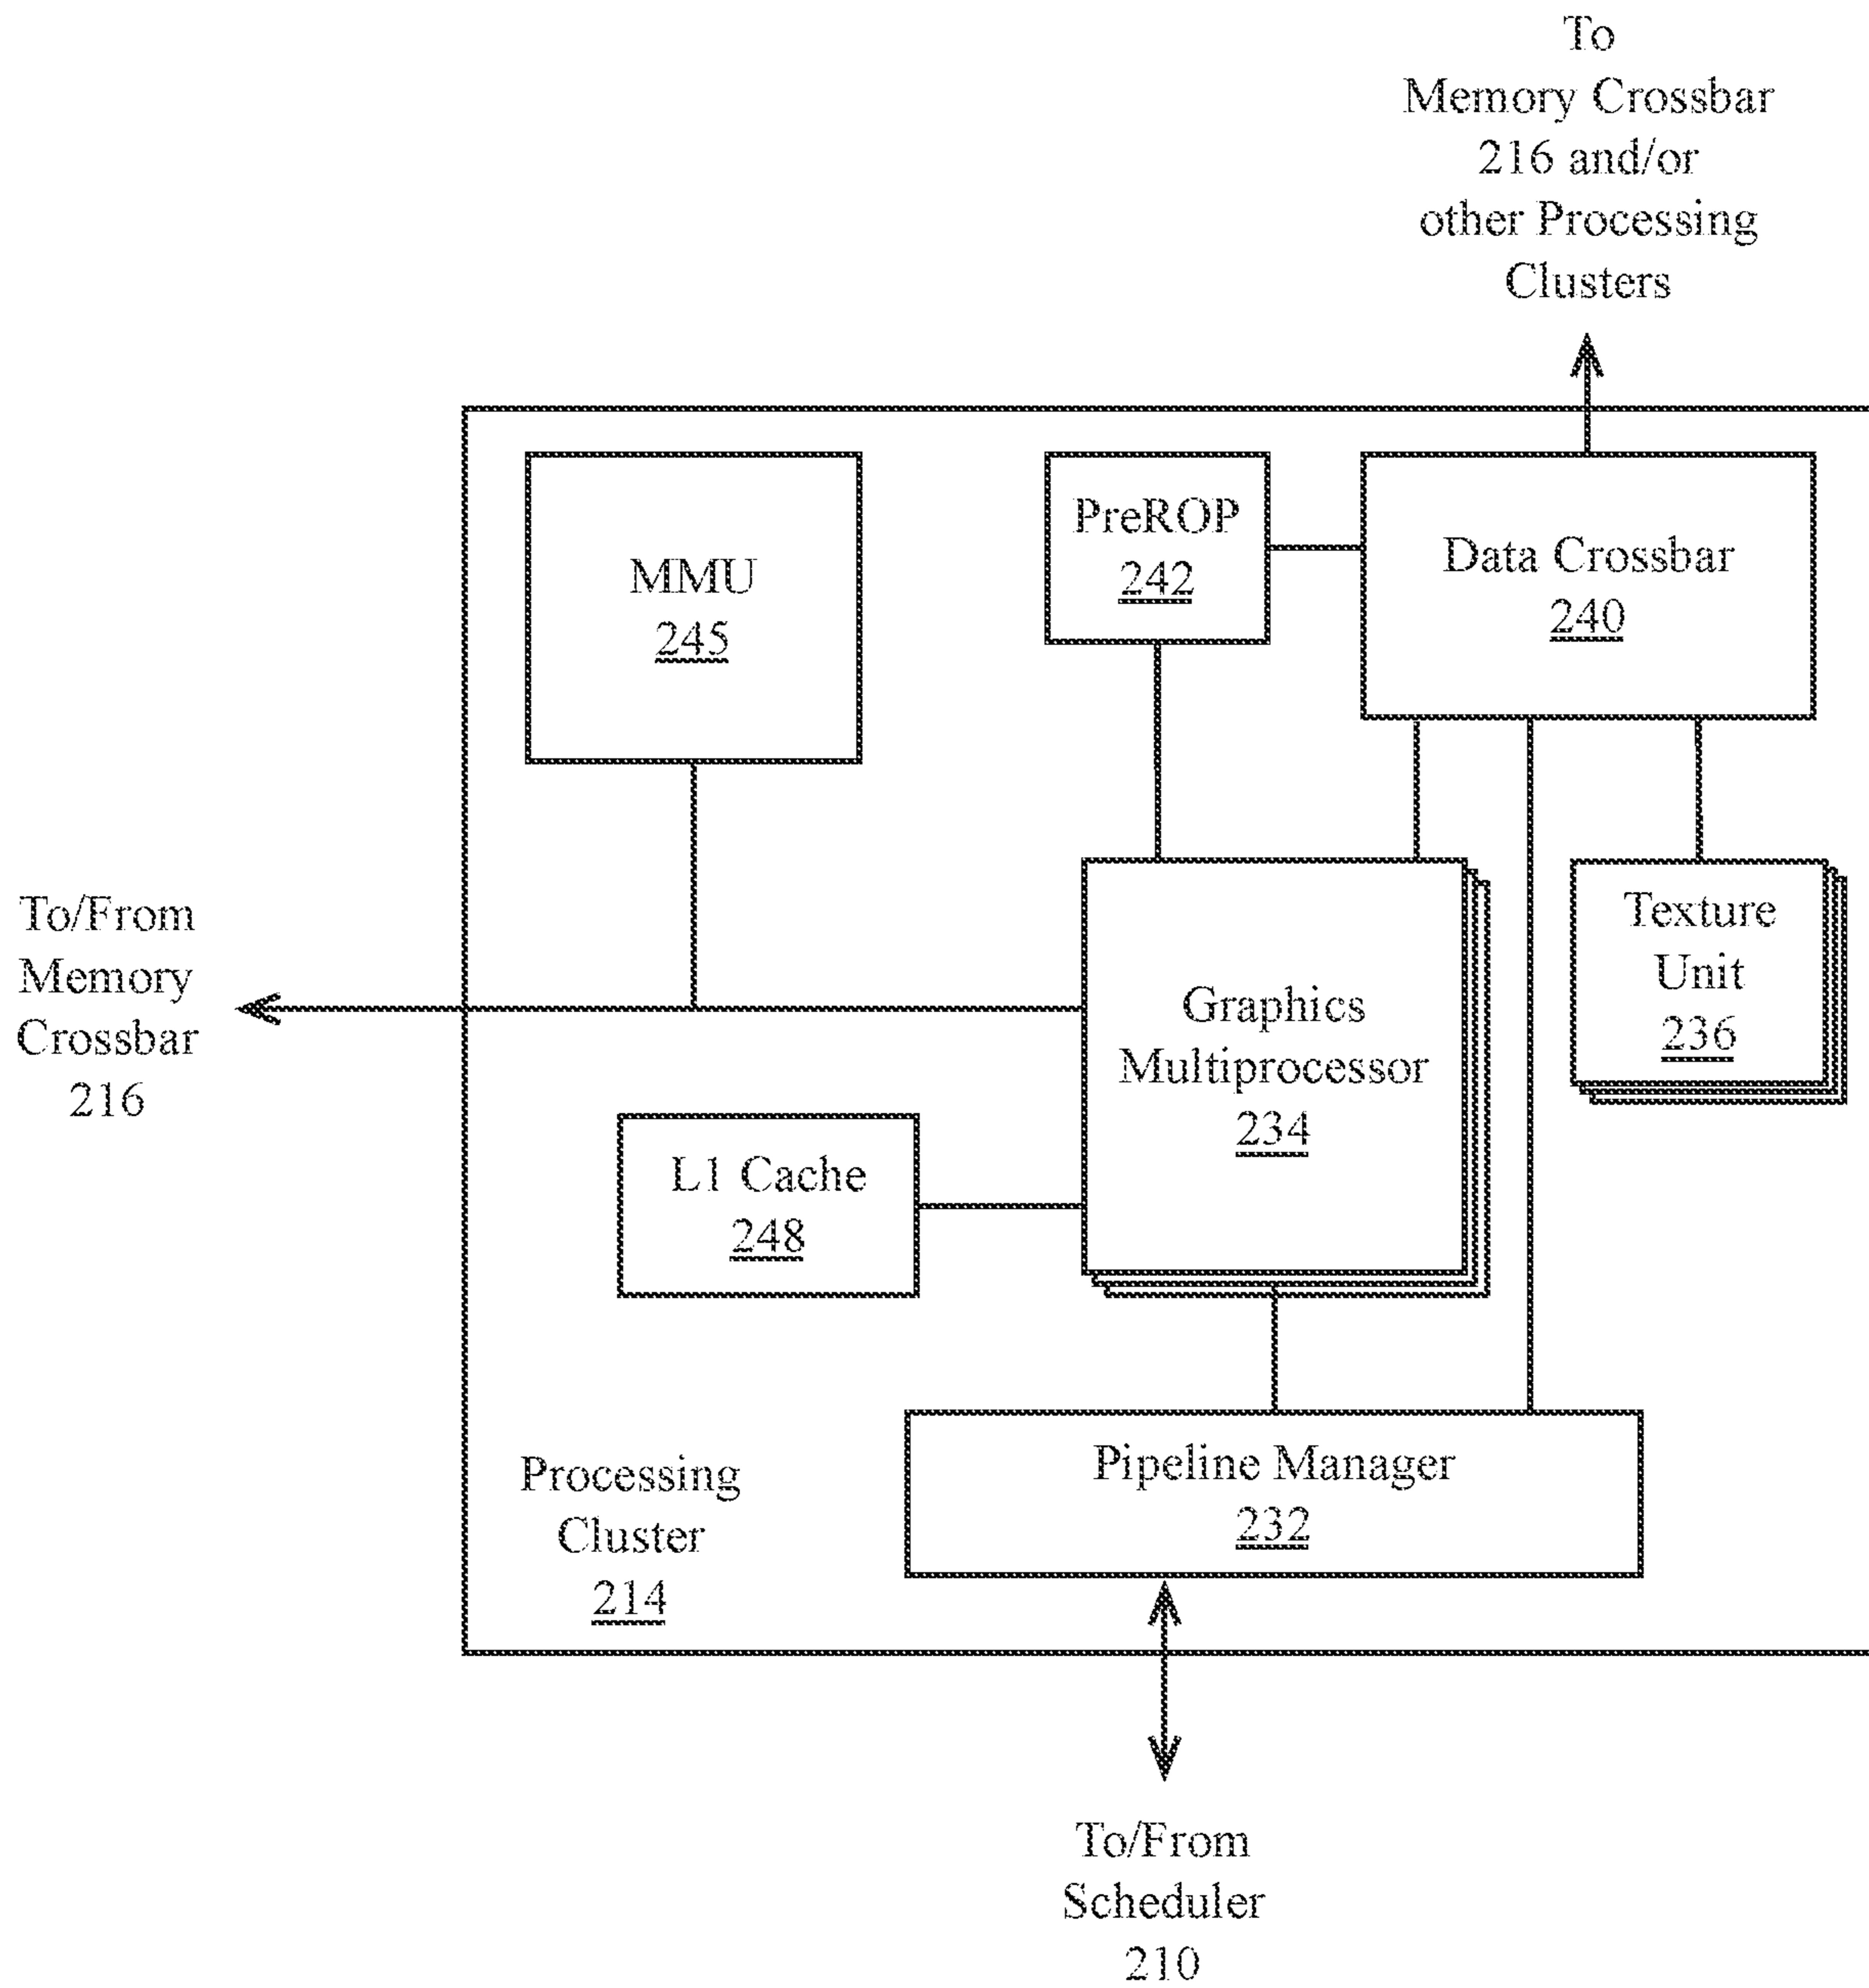 To
Memory Crossbar
216 and/or
other Processing
Clusters
MMU
245
PreROP
242
Data Crossbar
240
To/From
Memory
Crossbar
216
Graphics
Multiprocessor
234
Texture
Unit
236
L1 Cache
248
Pipeline Manager
232
Processing
Cluster
214
To/From
Scheduler
210